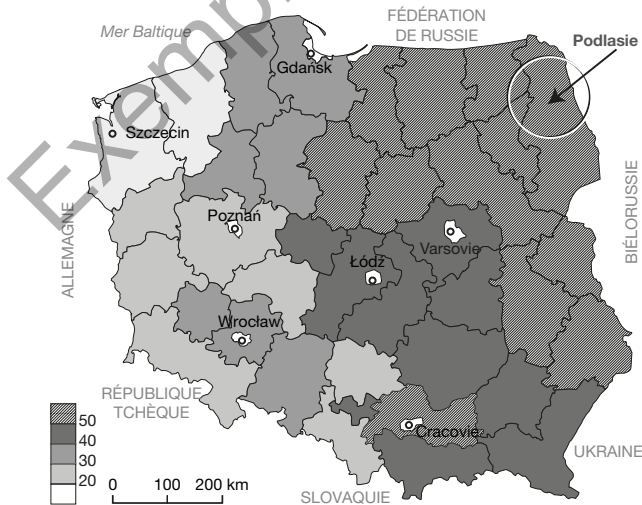 Exemp
Mer Baltique
FÉDÉRATION
DE RUSSIE
Podlasie
Gdańsk
Szczecin
ALLEMAGNE
Poznań
Varsovie
BIÉLORUSSIE
Łódź
Wrocław
RÉPUBLIQUE
TCHÈQUE
Cracovie
UKRAINE
SLOVAQUIE
50
40
30
20
0 100 200 km